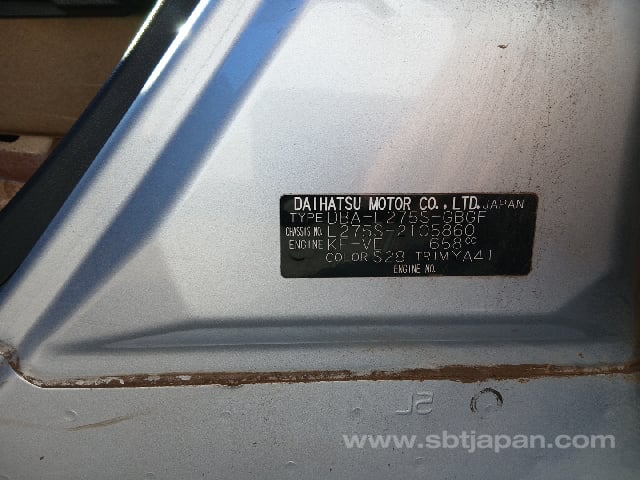 DAIHATSU MOTOR CO., LTD. JAPAN
TYPE DBA-L275S-GBGF
CHASSIS NO. L275S-2105860
ENGINE KF-VE 658cc
COLOR S28 TRIM YA41
ENGINE NO.
JS
www.sbtjapan.com